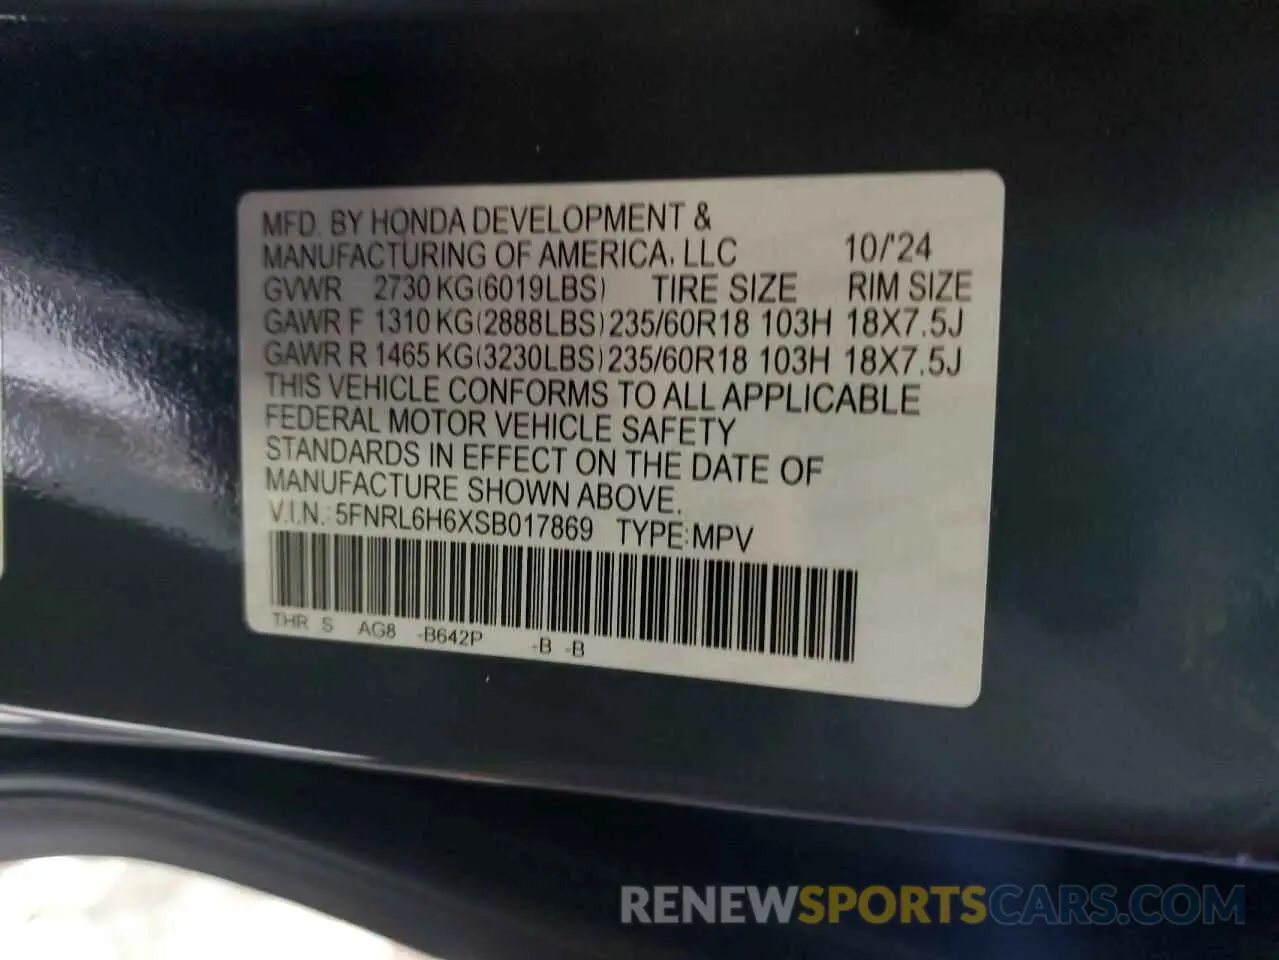 MFD. BY HONDA DEVELOPMENT &
MANUFACTURING OF AMERICA, LLC 10/'24
GVWR 2730 KG(6019LBS) TIRE SIZE RIM SIZE
GAWR F 1310 KG(2888LBS) 235/60R18 103H 18X7.5J
GAWR R 1465 KG(3230LBS) 235/60R18 103H 18X7.5J
THIS VEHICLE CONFORMS TO ALL APPLICABLE
FEDERAL MOTOR VEHICLE SAFETY
STANDARDS IN EFFECT ON THE DATE OF
MANUFACTURE SHOWN ABOVE.
V.I.N.: 5FNRL6H6XSB017869 TYPE:MPV
THR S AG8 -B642P -B -B
RENEWSPORTSCARS.COM